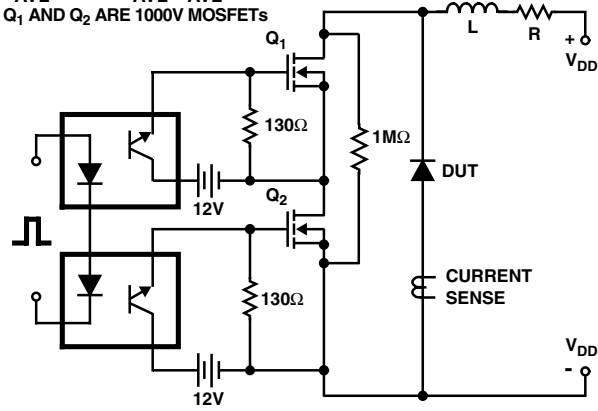 Q1 AND Q2 ARE 1000V MOSFETs
Q1
L
R
+
VDD
130Ω
1MΩ
DUT
12V
Q2
CURRENT
SENSE
130Ω
VDD
-
12V